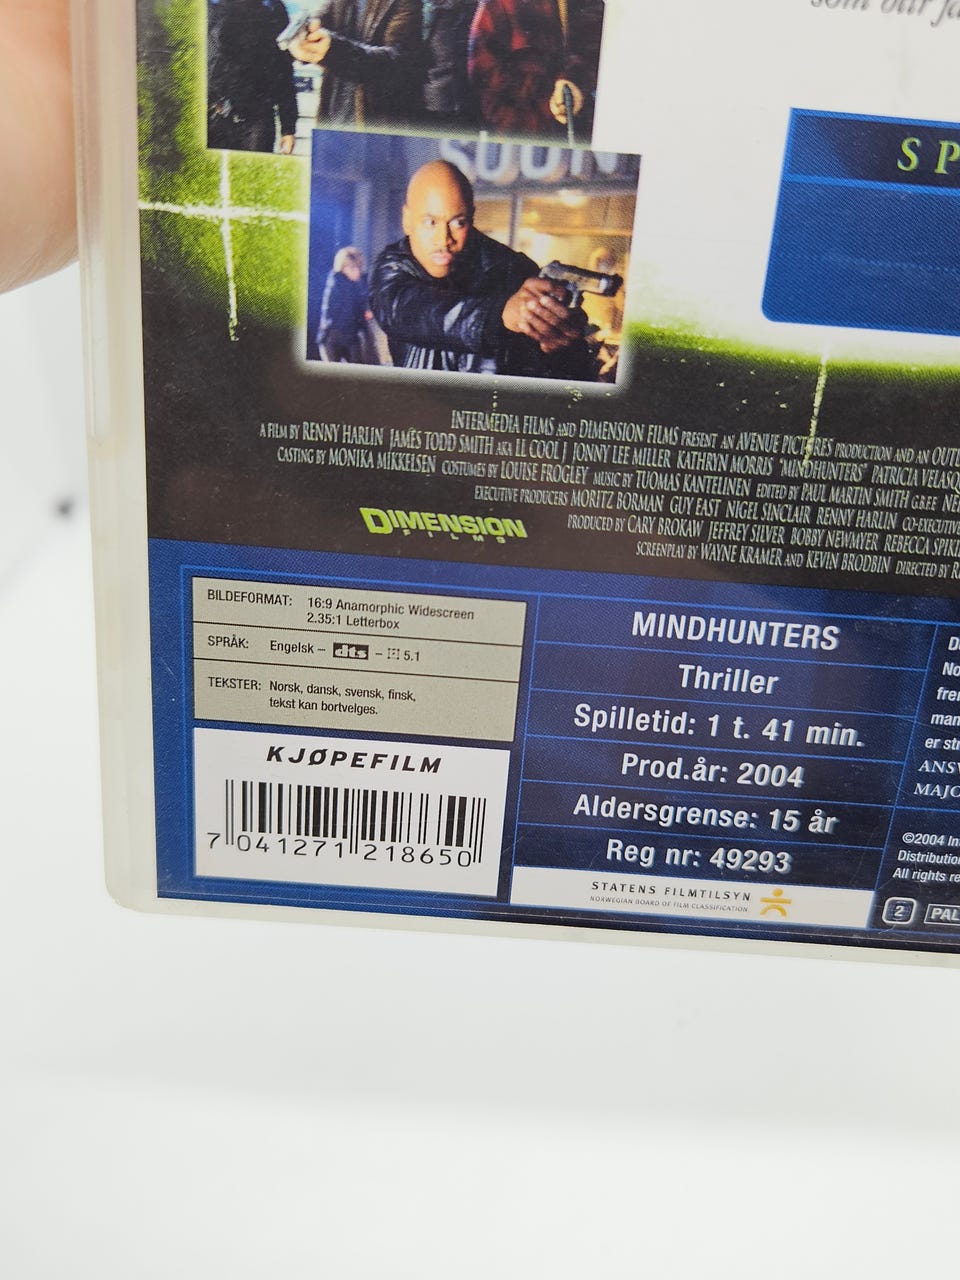 som
SP
INTERMEDIA FILMS AND DIMENSION FILMS PRESENT AN AVENUE PICTURES PRODUCTION AND AN
A FILM BY RENNY HARLIN JAMES TODD SMITH AKA LL COOL J JONNY LEE MILLER KATHRYN MORRIS "MINDHUNTERS" PATRICIA
CASTING BY MONIKA MIKKELSEN COSTUMES BY LOUISE FROGLEY MUSIC BY TUOMAS KANTELINEN EDITED BY PAUL MARTIN SMITH G.B.F.E.
EXECUTIVE PRODUCERS MORITZ BORMAN GUY EAST NIGEL SINCLAIR RENNY HARLIN
PRODUCED BY CARY BROKAW JEFFREY SILVER BOBBY NEWMYER REBECCA
SCREENPLAY BY WAYNE KRAMER AND KEVIN BRODBIN DIRECTED BY
DIMENSION
FILMS
BILDEFORMAT: 16:9 Anamorphic Widescreen
2.35:1 Letterbox
SPRÅK: Engelsk – dts – 5.1
TEKSTER: Norsk, dansk, svensk, finsk,
tekst kan bortvelges.
KJØPEFILM
7 041271 218650
MINDHUNTERS
Thriller
Spilletid: 1 t. 41 min.
Prod.år: 2004
Aldersgrense: 15 år
Reg nr: 49293
STATENS FILMTILSYN
NORWEGIAN BOARD OF FILM CLASSIFICATION
No
er
©2004
All rights
2 PAL